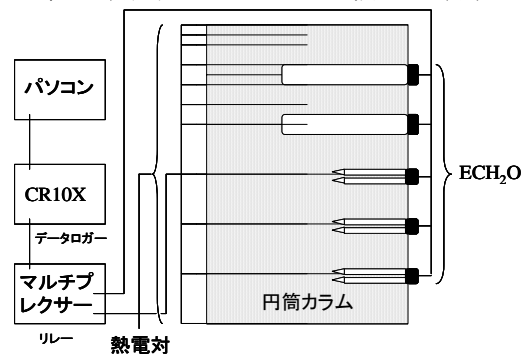 パソコン
CR10X
データロガー
マルチプ
レクサー
リレー
熱電対
円筒カラム
ECH₂O